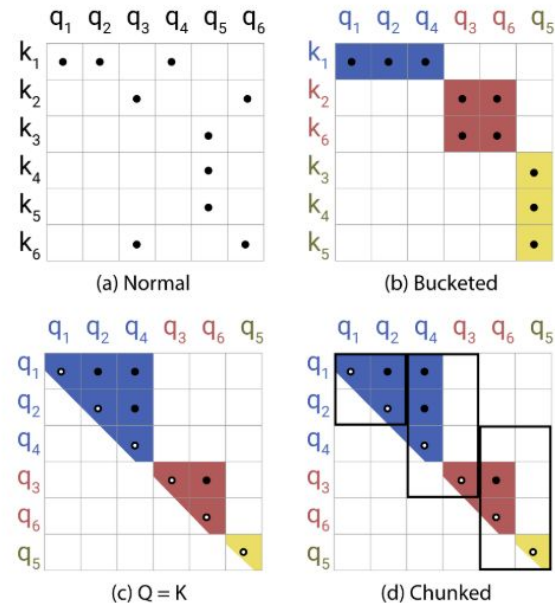 q1 q2 q3 q4 q5 q6
k1
k2
k3
k4
k5
k6
(a) Normal
q1 q2 q4 q3 q6 q5
k1
k2
k6
k3
k4
k5
(b) Bucketed
q1 q2 q4 q3 q6 q5
q1
q2
q4
q3
q6
q5
(c) Q = K
q1 q2 q4 q3 q6 q5
q1
q2
q4
q3
q6
q5
(d) Chunked